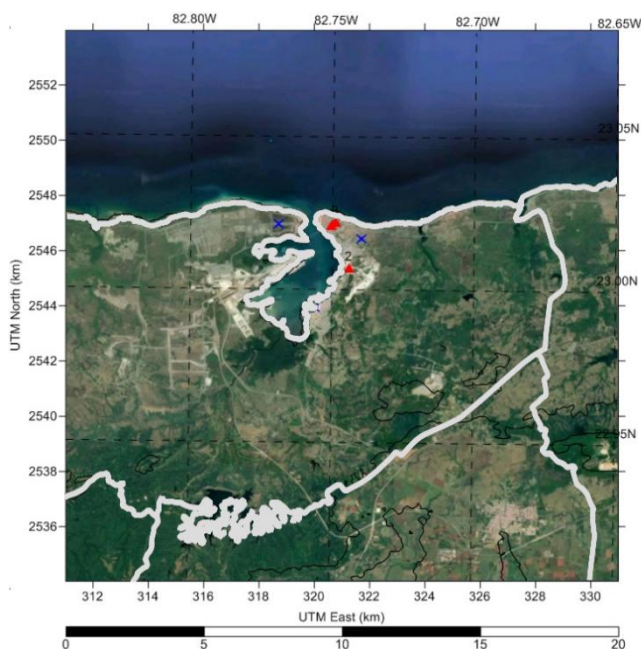 82.80W 82.75W 82.70W 82.65W
2552
2550
23.05N
2548
2546
2
23.00N
2544
2542
2540
22.95N
2538
2536
UTM North (km)
312 314 316 318 320 322 324 326 328 330
UTM East (km)
0 5 10 15 20